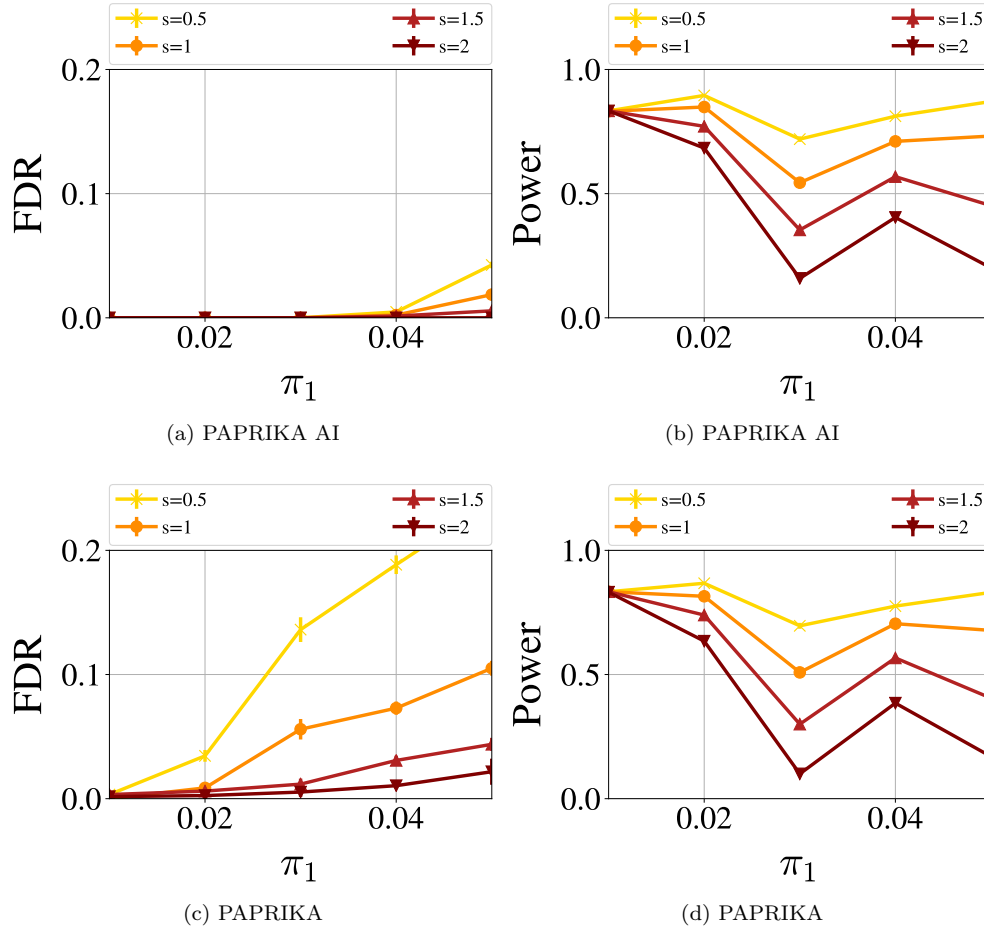 s=0.5 s=1.5 s=0.5 s=1.5
s=1 s=2 s=1 s=2
0.2 1.0
FDR 0.1 Power 0.5
0.0 0.0
0.02 0.04 0.02 0.04
π₁ π₁
(a) PAPRIKA AI (b) PAPRIKA AI
s=0.5 s=1.5 s=0.5 s=1.5
s=1 s=2 s=1 s=2
0.2 1.0
FDR 0.1 Power 0.5
0.0 0.0
0.02 0.04 0.02 0.04
π₁ π₁
(c) PAPRIKA (d) PAPRIKA